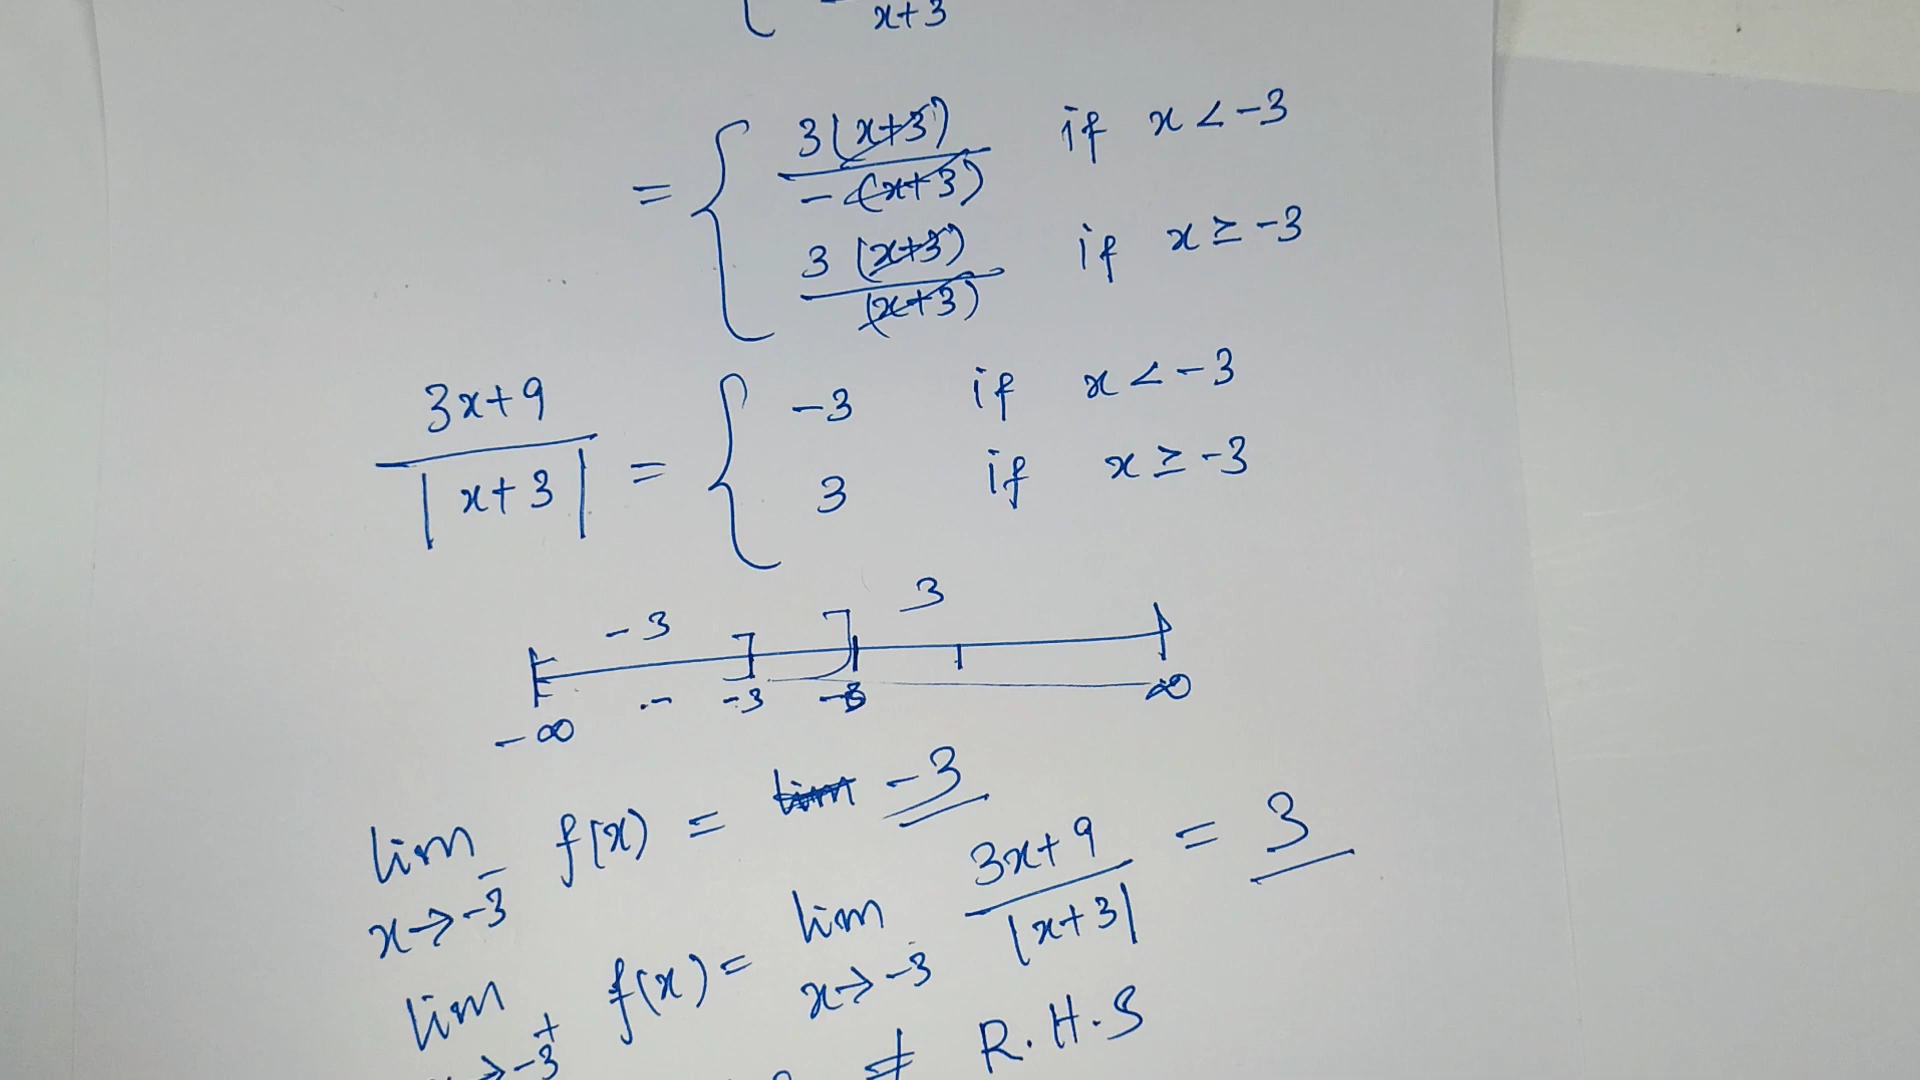 x+3
= { 3(x+3) / -(x+3) if x < -3
3(x+3) / (x+3) if x ≥ -3
3x+9 / |x+3| = { -3 if x < -3
3 if x ≥ -3
-3 3
-∞ -3 -3 ∞
lim x→-3⁻ f(x) = -3
lim x→-3⁺ f(x) = lim x→-3 3x+9 / |x+3| = 3
≠ R.H.S